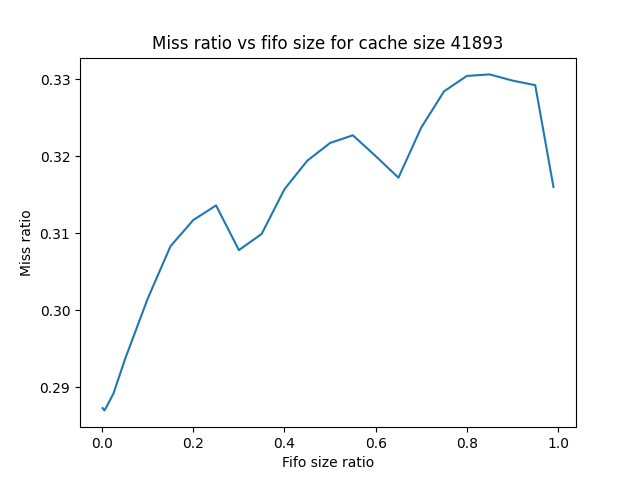 Miss ratio vs fifo size for cache size 41893
Miss ratio
0.33
0.32
0.31
0.30
0.29
0.0 0.2 0.4 0.6 0.8 1.0
Fifo size ratio